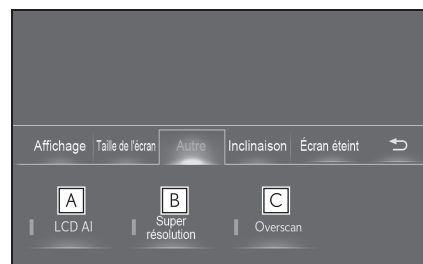 Affichage Taille de l'écran Autre Inclinaison Écran éteint
A B C
LCD AI Super résolution Overscan